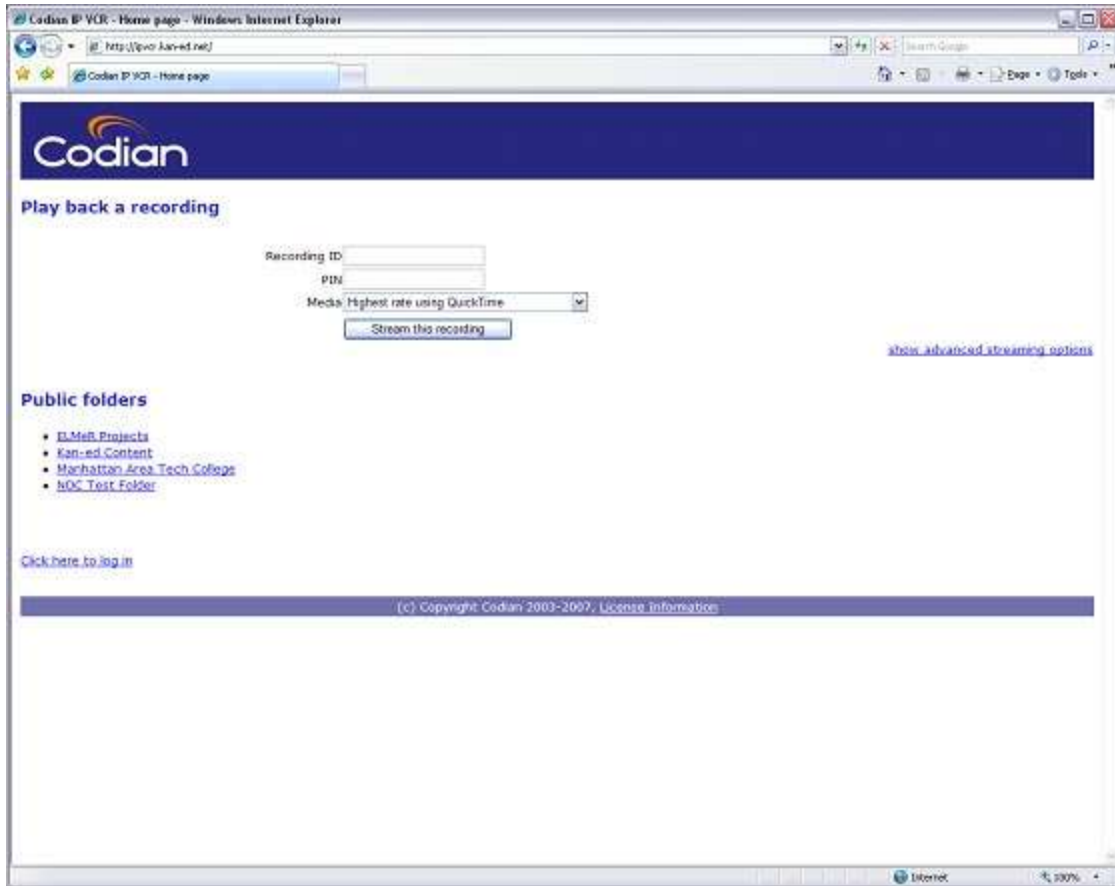 Codian IP VCR - Home page - Windows Internet Explorer
http://ipvcr.kan-ed.net/
Search Google
Codian IP VCR - Home page
Page
Tools
Codian
Play back a recording
Recording ID
PIN
Media Highest rate using QuickTime
Stream this recording
show advanced streaming options
Public folders
ELMeR Projects
Kan-ed Content
Manhattan Area Tech College
NOC Test Folder
Click here to log in
(c) Copyright Codian 2003-2007, License Information
Internet
100%